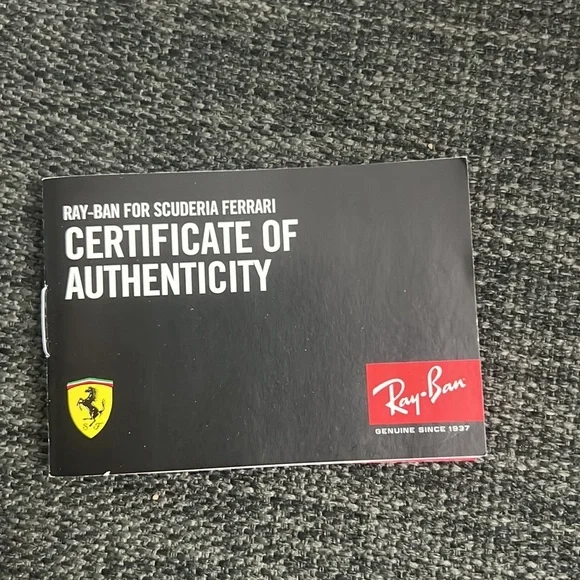 RAY-BAN FOR SCUDERIA FERRARI
CERTIFICATE OF
AUTHENTICITY
S F
Ray-Ban
GENUINE SINCE 1937